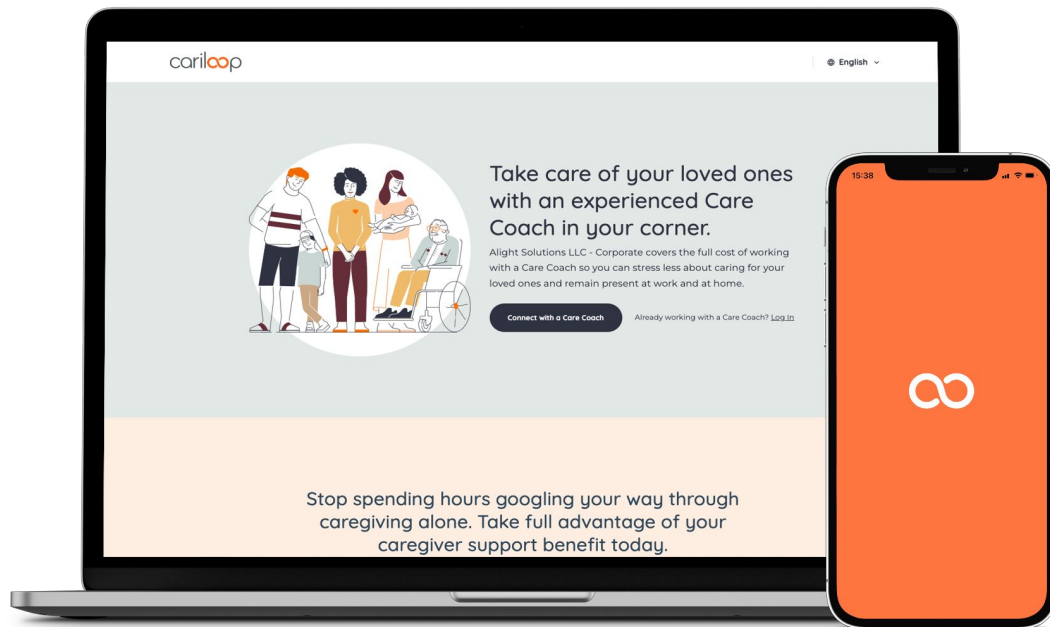 cariloop
English
Take care of your loved ones
with an experienced Care
Coach in your corner.
Alight Solutions LLC - Corporate covers the full cost of working
with a Care Coach so you can stress less about caring for your
loved ones and remain present at work and at home.
Connect with a Care Coach
Already working with a Care Coach? Log In
Stop spending hours googling your way through
caregiving alone. Take full advantage of your
caregiver support benefit today.
15:38